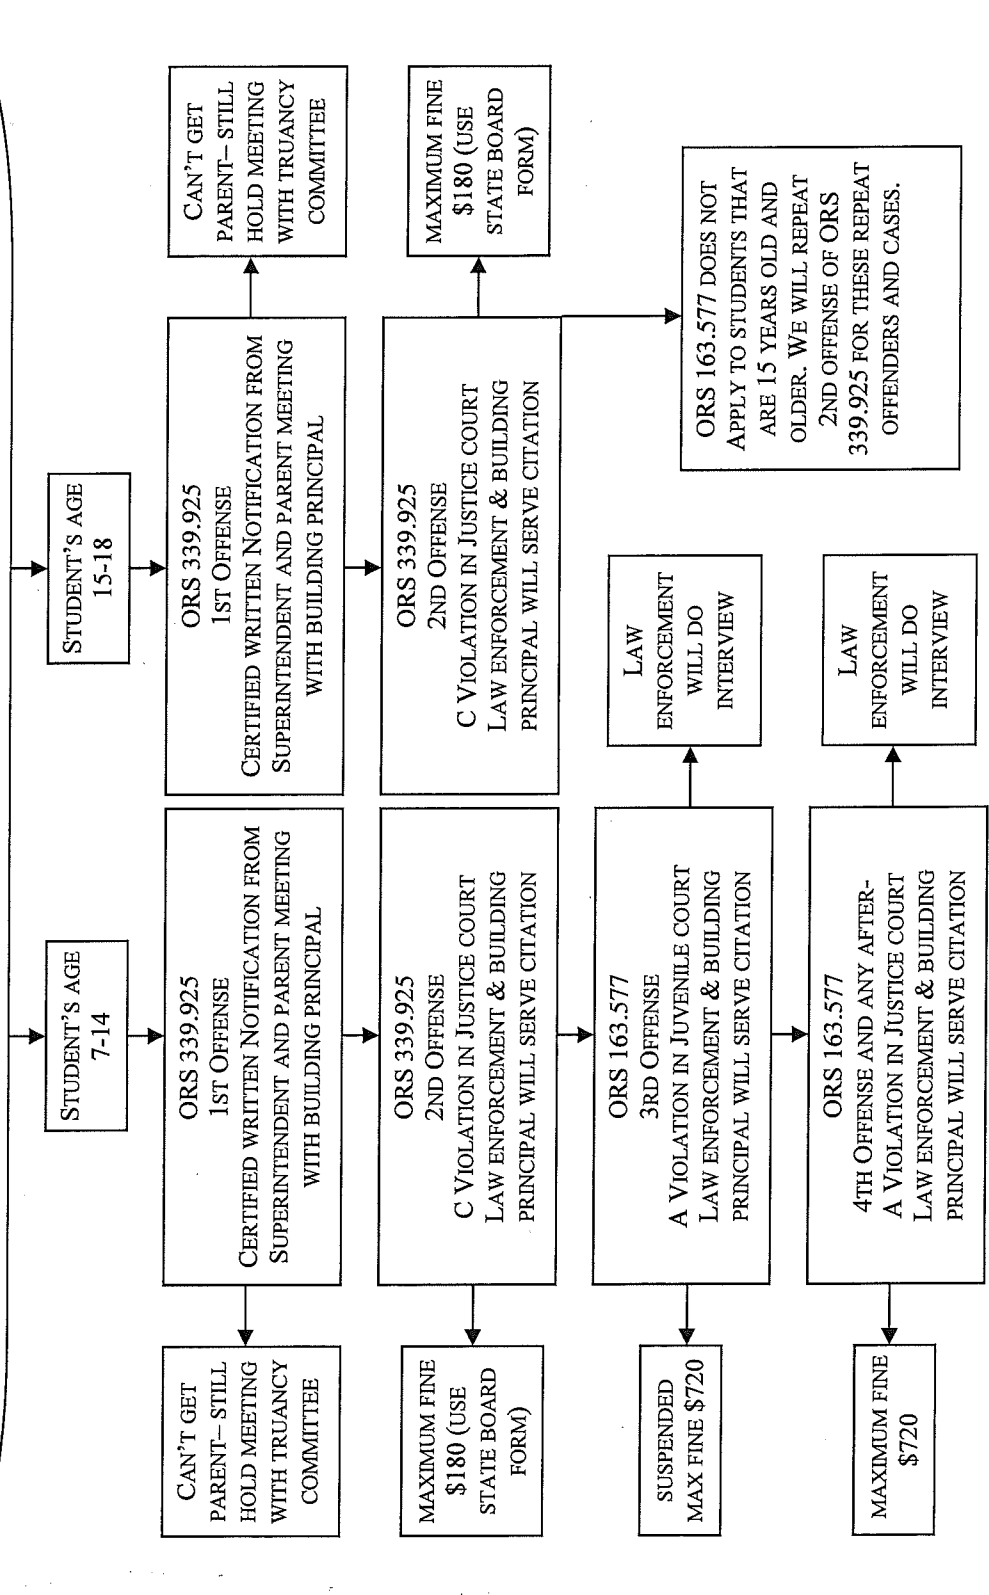 STUDENT'S AGE
7-14
STUDENT'S AGE
15-18
CAN'T GET
PARENT– STILL
HOLD MEETING
WITH TRUANCY
COMMITTEE
ORS 339.925
1ST OFFENSE
CERTIFIED WRITTEN NOTIFICATION FROM
SUPERINTENDENT AND PARENT MEETING
WITH BUILDING PRINCIPAL
ORS 339.925
1ST OFFENSE
CERTIFIED WRITTEN NOTIFICATION FROM
SUPERINTENDENT AND PARENT MEETING
WITH BUILDING PRINCIPAL
CAN'T GET
PARENT– STILL
HOLD MEETING
WITH TRUANCY
COMMITTEE
MAXIMUM FINE
$180 (USE
STATE BOARD
FORM)
ORS 339.925
2ND OFFENSE
C VIOLATION IN JUSTICE COURT
LAW ENFORCEMENT & BUILDING
PRINCIPAL WILL SERVE CITATION
ORS 339.925
2ND OFFENSE
C VIOLATION IN JUSTICE COURT
LAW ENFORCEMENT & BUILDING
PRINCIPAL WILL SERVE CITATION
MAXIMUM FINE
$180 (USE
STATE BOARD
FORM)
SUSPENDED
MAX FINE $720
ORS 163.577
3RD OFFENSE
A VIOLATION IN JUVENILE COURT
LAW ENFORCEMENT & BUILDING
PRINCIPAL WILL SERVE CITATION
LAW
ENFORCEMENT
WILL DO
INTERVIEW
ORS 163.577 DOES NOT
APPLY TO STUDENTS THAT
ARE 15 YEARS OLD AND
OLDER. WE WILL REPEAT
2ND OFFENSE OF ORS
339.925 FOR THESE REPEAT
OFFENDERS AND CASES.
MAXIMUM FINE
$720
ORS 163.577
4TH OFFENSE AND ANY AFTER-
A VIOLATION IN JUSTICE COURT
LAW ENFORCEMENT & BUILDING
PRINCIPAL WILL SERVE CITATION
LAW
ENFORCEMENT
WILL DO
INTERVIEW